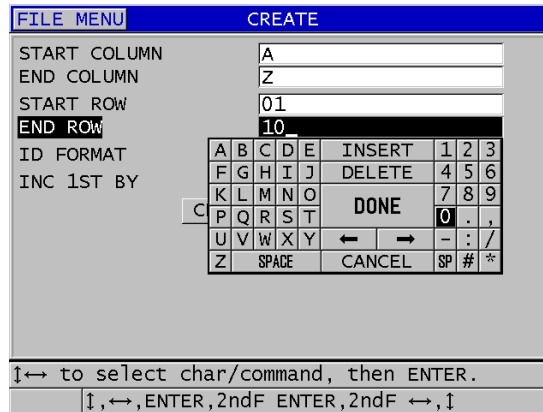 FILE MENU CREATE
START COLUMN A
END COLUMN Z
START ROW 01
END ROW 10_
ID FORMAT
INC 1ST BY
A B C D E INSERT 1 2 3
F G H I J DELETE 4 5 6
K L M N O DONE 7 8 9
P Q R S T 0 . ,
U V W X Y ← → - : /
Z SPACE CANCEL SP # *
↕↔ to select char/command, then ENTER.
↕,↔,ENTER,2ndF ENTER,2ndF ↔,↕